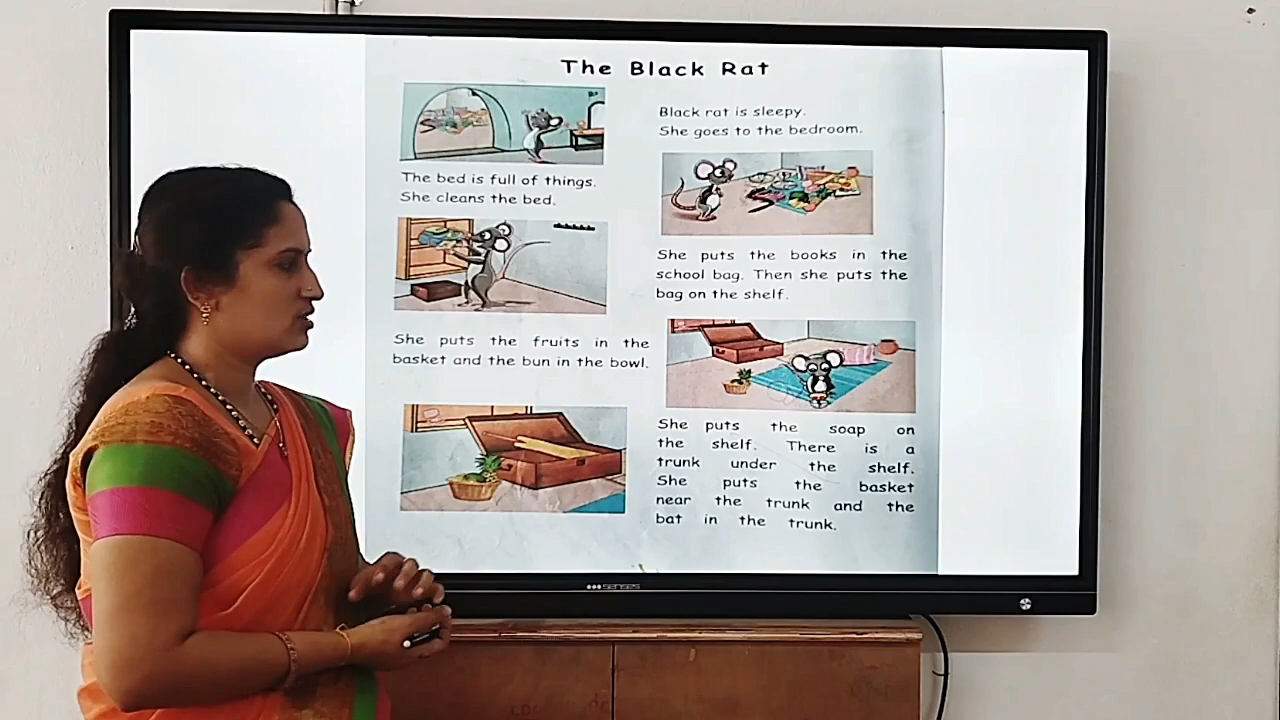 The Black Rat
Black rat is sleepy.
She goes to the bedroom.
The bed is full of things.
She cleans the bed.
She puts the books in the
school bag. Then she puts the
bag on the shelf.
She puts the fruits in the
basket and the bun in the bowl.
She puts the soap on
the shelf. There is a
trunk under the shelf.
She puts the basket
near the trunk and the
bat in the trunk.